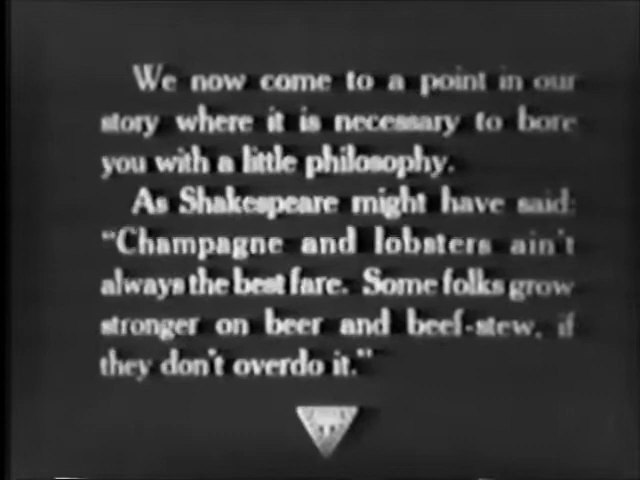 We now come to a point in our
story where it is necessary to bore
you with a little philosophy.
As Shakespeare might have said:
"Champagne and lobsters ain't
always the best fare. Some folks grow
stronger on beer and beef-stew, if
they don't overdo it."